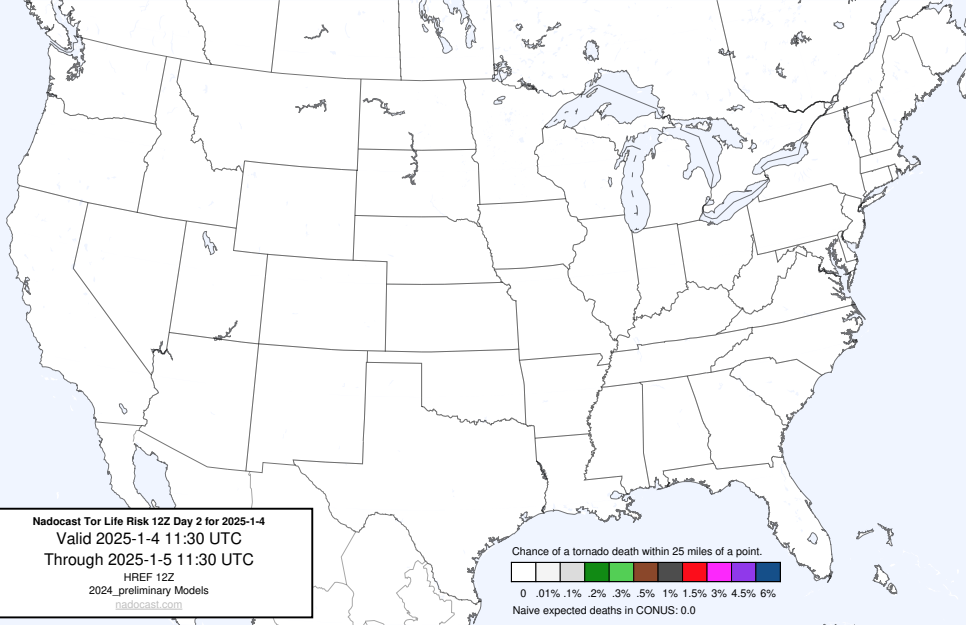 Nadocast Tor Life Risk 12Z Day 2 for 2025-1-4
Valid 2025-1-4 11:30 UTC
Through 2025-1-5 11:30 UTC
HREF 12Z
2024_preliminary Models
nadocast.com
Chance of a tornado death within 25 miles of a point.
0 .01% .1% .2% .3% .5% 1% 1.5% 3% 4.5% 6%
Naive expected deaths in CONUS: 0.0